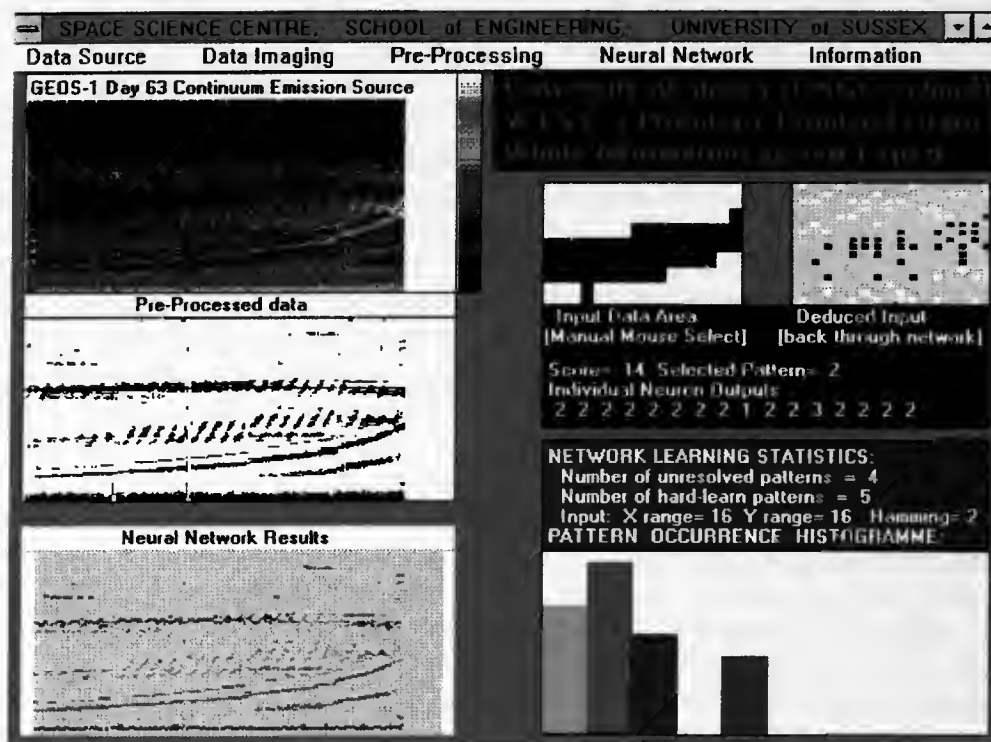 SPACE SCIENCE CENTRE, SCHOOL of ENGINEERING, UNIVERSITY of SUSSEX
Data Source Data Imaging Pre-Processing Neural Network Information
GEOS-1 Day 63 Continuum Emission Source
Pre-Processed data
Input Data Area Deduced Input
[Manual Mouse Select] [back through network]
Score= 14 Selected Pattern= 2
Individual Neuron Outputs
2 2 2 2 2 2 2 2 1 2 2 3 2 2 2 2
NETWORK LEARNING STATISTICS:
Number of unresolved patterns = 4
Number of hard-learn patterns = 5
Input: X range= 16 Y range= 16 Hamming= 2
PATTERN OCCURRENCE HISTOGRAMME:
Neural Network Results